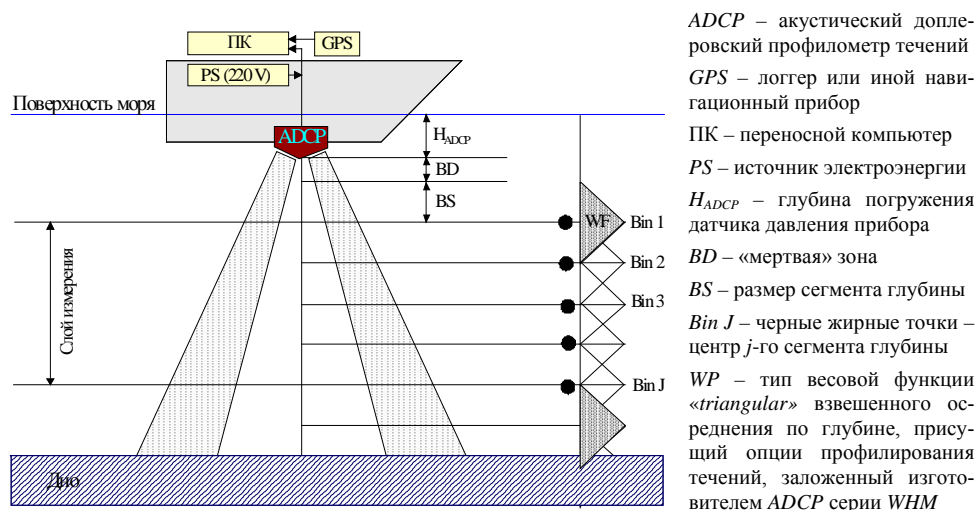 ПК
GPS
PS (220 V)
Поверхность моря
ADCP
H_ADCP
BD
BS
WF
Bin 1
Bin 2
Bin 3
Bin J
Слой измерения
Дно
ADCP – акустический допле-
ровский профилометр течений
GPS – логгер или иной нави-
гационный прибор
ПК – переносной компьютер
PS – источник электроэнергии
H_ADCP – глубина погружения
датчика давления прибора
BD – «мертвая» зона
BS – размер сегмента глубины
Bin J – черные жирные точки –
центр j-го сегмента глубины
WP – тип весовой функции
«triangular» взвешенного ос-
реднения по глубине, прису-
щий опции профилирования
течений, заложенный изгото-
вителем ADCP серии WHM